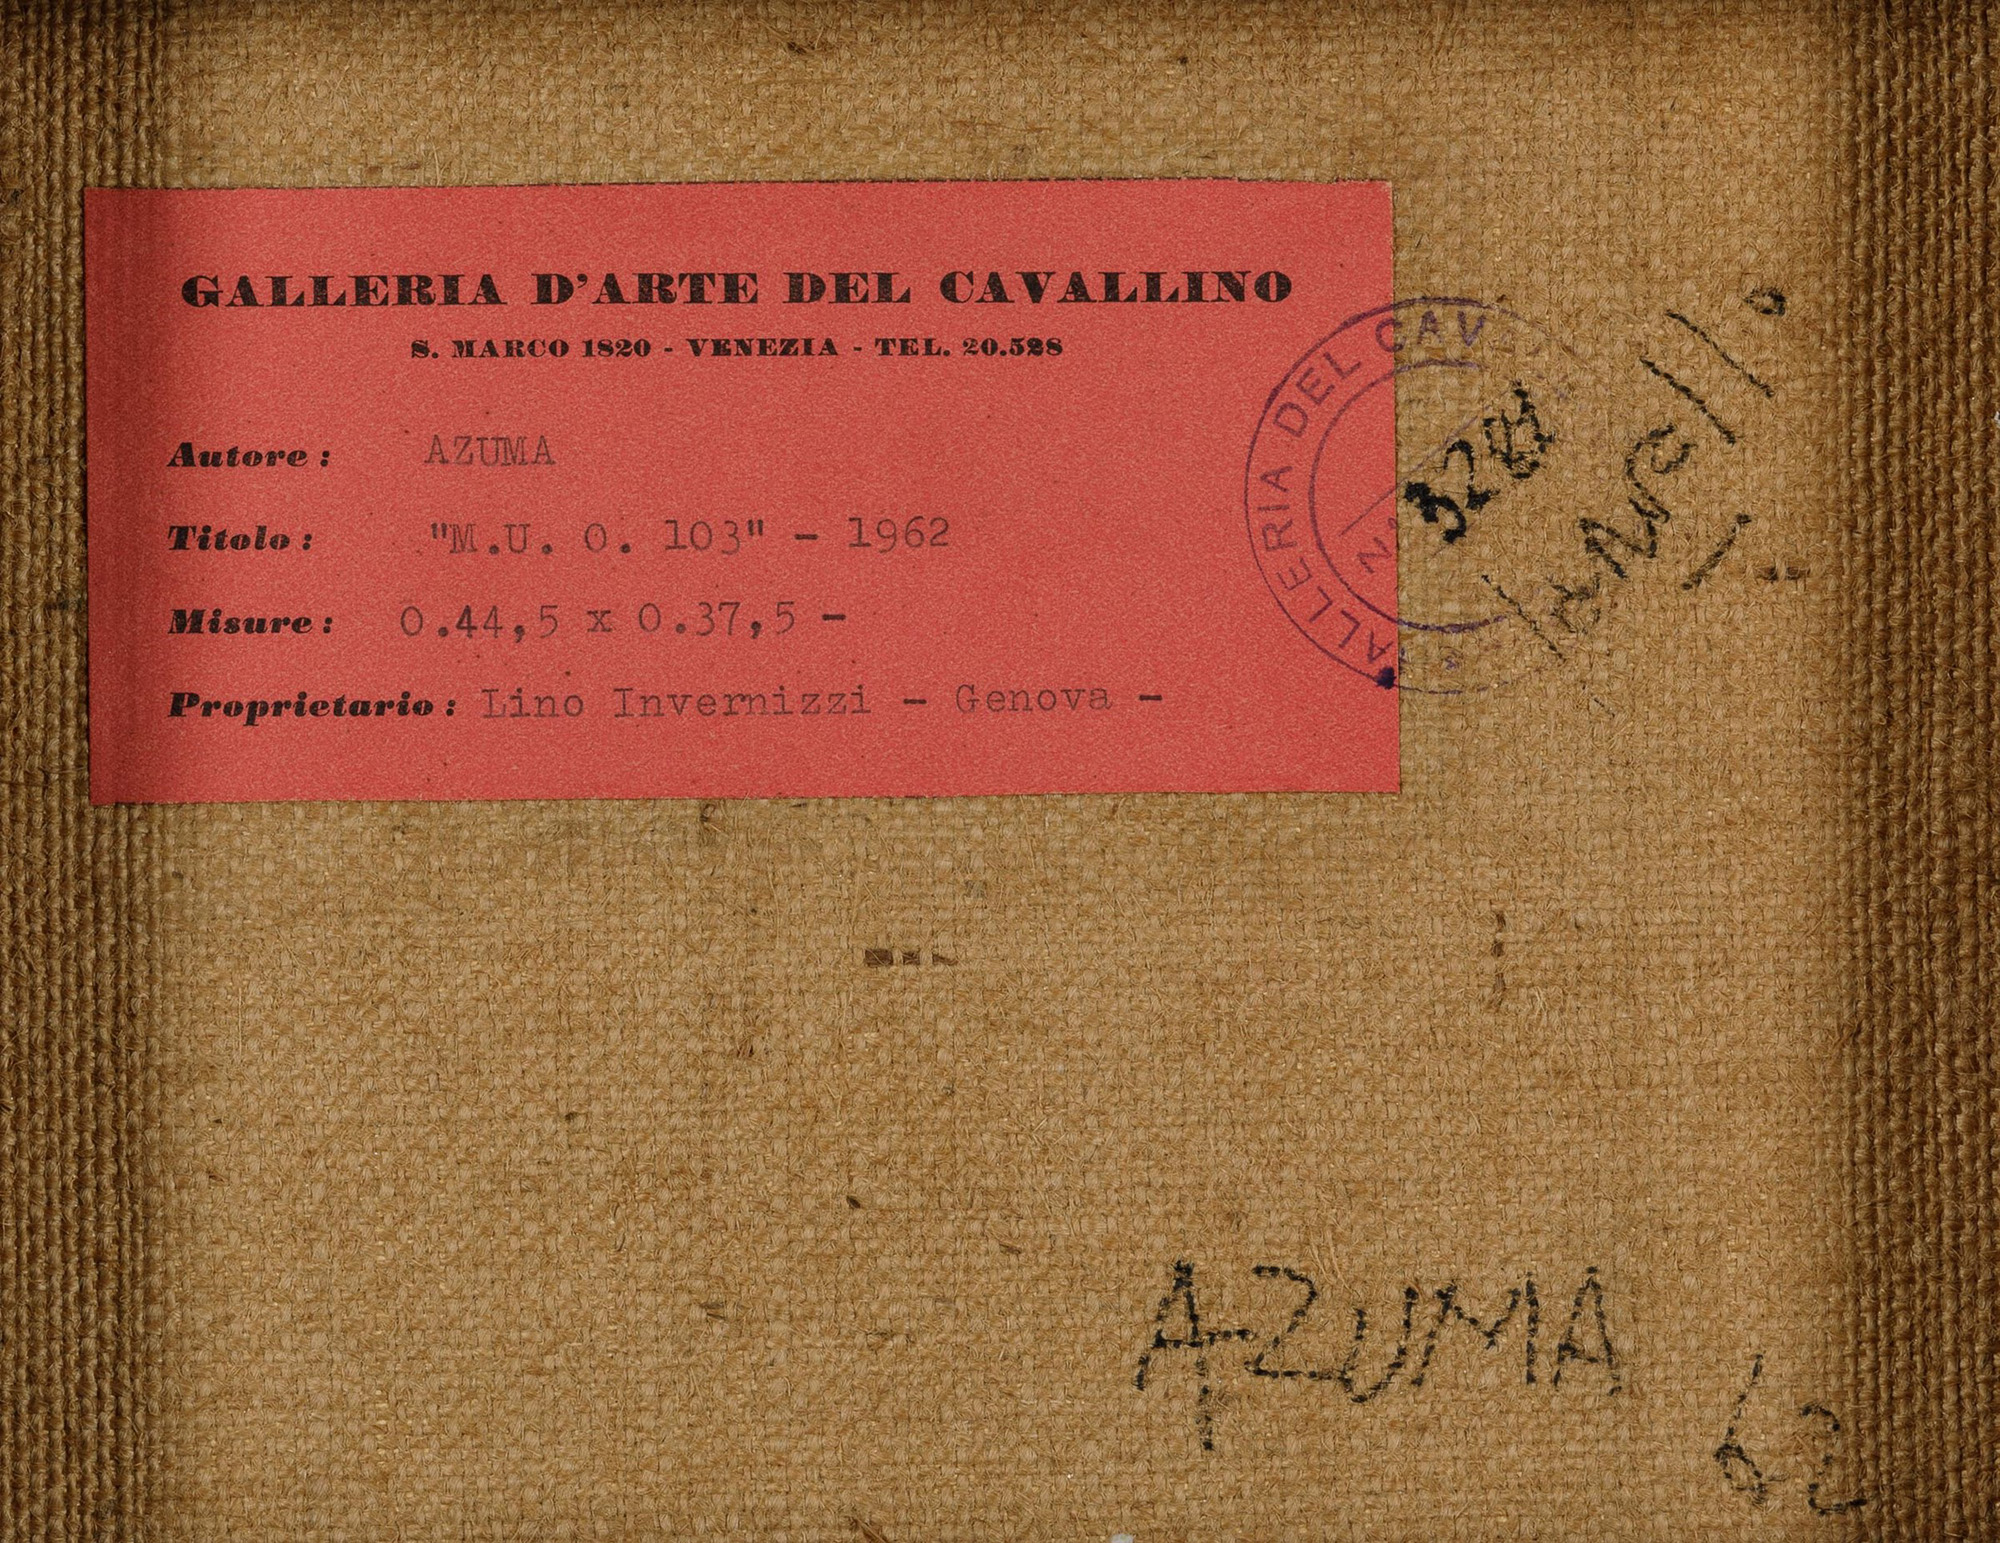 GALLERIA D'ARTE DEL CAVALLINO
S. MARCO 1820 - VENEZIA - TEL. 20.528
Autore: AZUMA
Titolo: "M.U. O. 103" - 1962
Misure: 0.44,5 x 0.37,5 -
Proprietario: Lino Invernizzi - Genova -
GALLERIA DEL CAV
N.
AZUMA
62